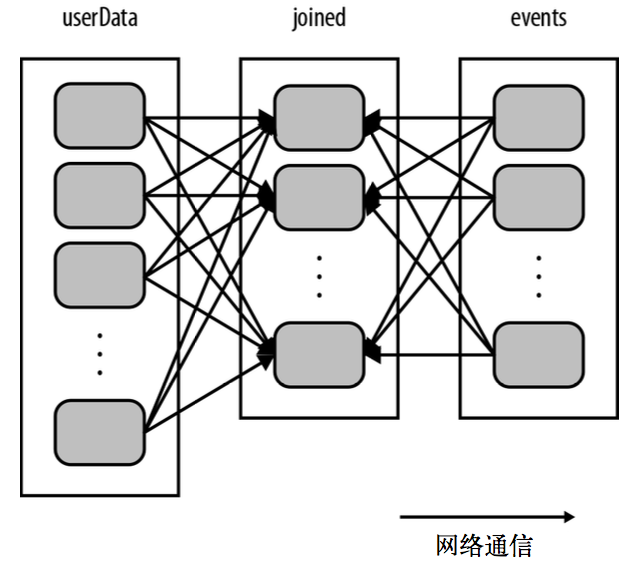 userData
joined
events
网络通信